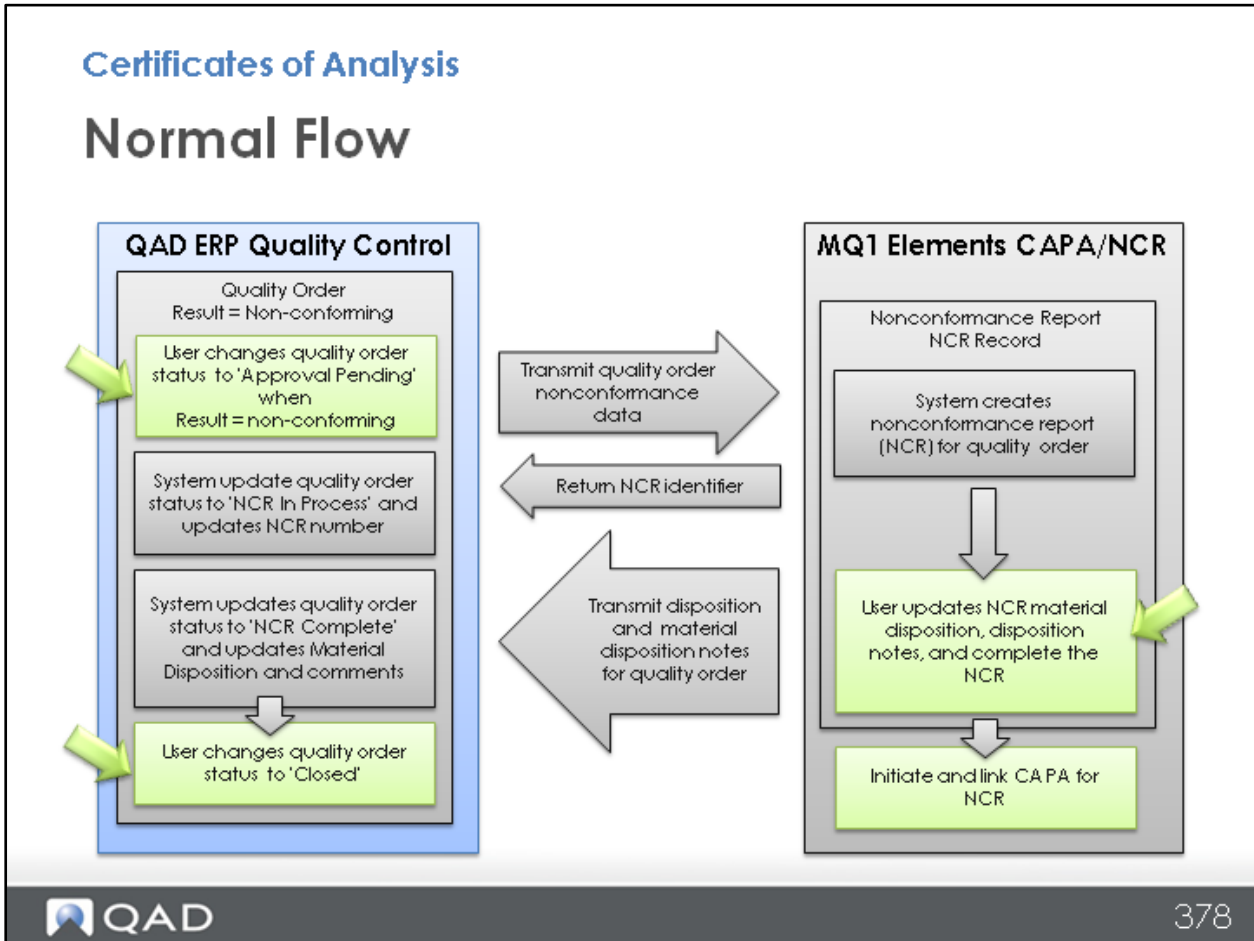 Certificates of Analysis
Normal Flow
QAD ERP Quality Control
Quality Order
Result = Non-conforming
User changes quality order
status to 'Approval Pending'
when
Result = non-conforming
System update quality order
status to 'NCR In Process' and
updates NCR number
System updates quality order
status to 'NCR Complete'
and updates Material
Disposition and comments
User changes quality order
status to 'Closed'
Transmit quality order
nonconformance
data
Return NCR identifier
Transmit disposition
and material
disposition notes
for quality order
MQ1 Elements CAPA/NCR
Nonconformance Report
NCR Record
System creates
nonconformance report
(NCR) for quality order
User updates NCR material
disposition, disposition
notes, and complete the
NCR
Initiate and link CAPA for
NCR
QAD
378